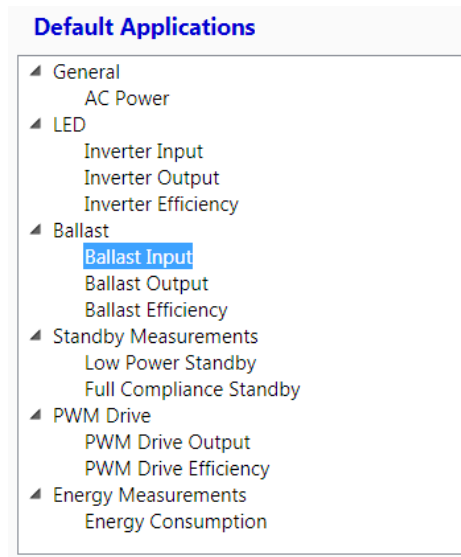 Default Applications
General
AC Power
LED
Inverter Input
Inverter Output
Inverter Efficiency
Ballast
Ballast Input
Ballast Output
Ballast Efficiency
Standby Measurements
Low Power Standby
Full Compliance Standby
PWM Drive
PWM Drive Output
PWM Drive Efficiency
Energy Measurements
Energy Consumption